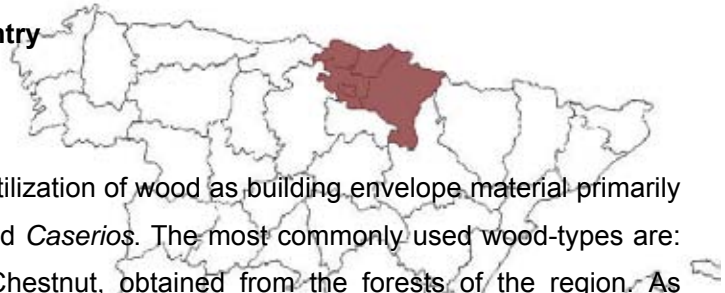 ntry
tilization of wood as building envelope material primarily
d Caserios. The most commonly used wood-types are:
Chestnut, obtained from the forests of the region. As